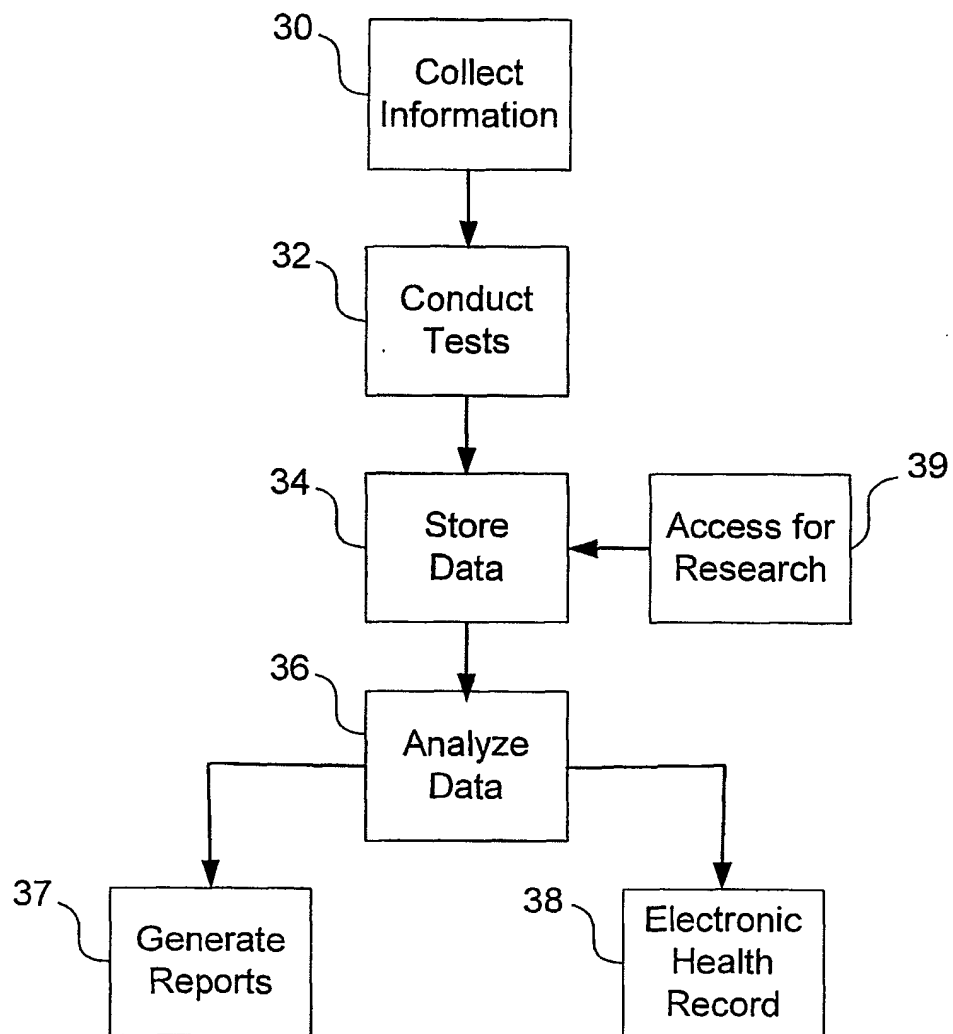 30
Collect
Information
32
Conduct
Tests
34
Store
Data
39
Access for
Research
36
Analyze
Data
37
Generate
Reports
38
Electronic
Health
Record